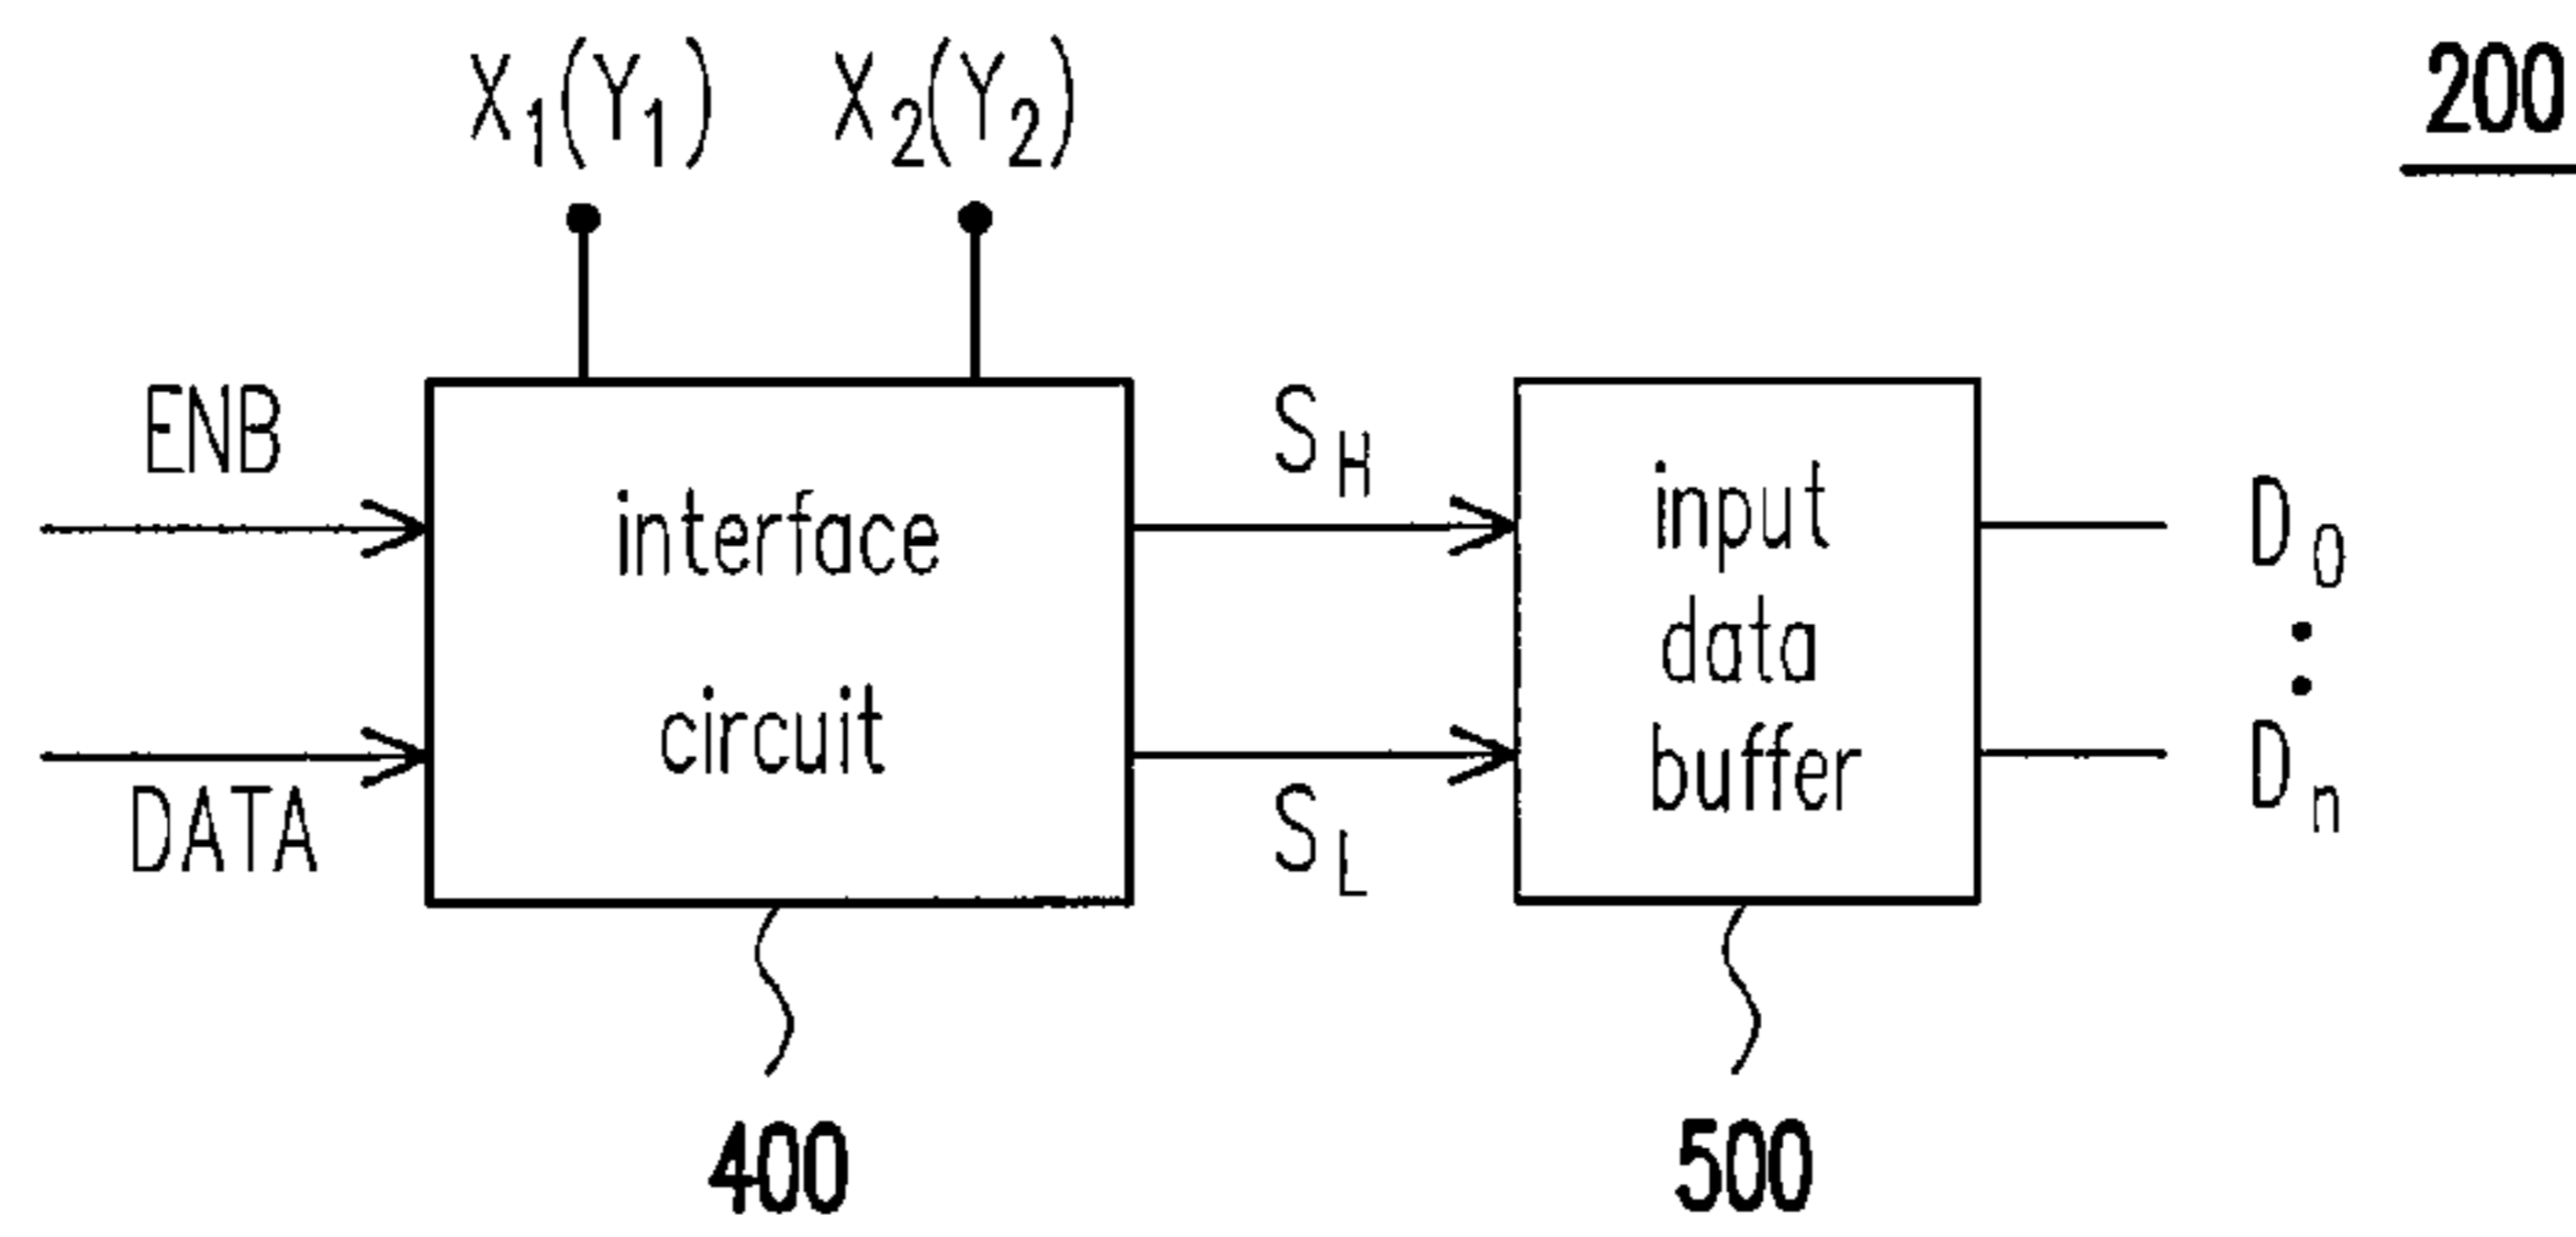 X1(Y1) X2(Y2) 200
ENB
interface
circuit
DATA
SH
SL
input
data
buffer
D0
Dn
400 500